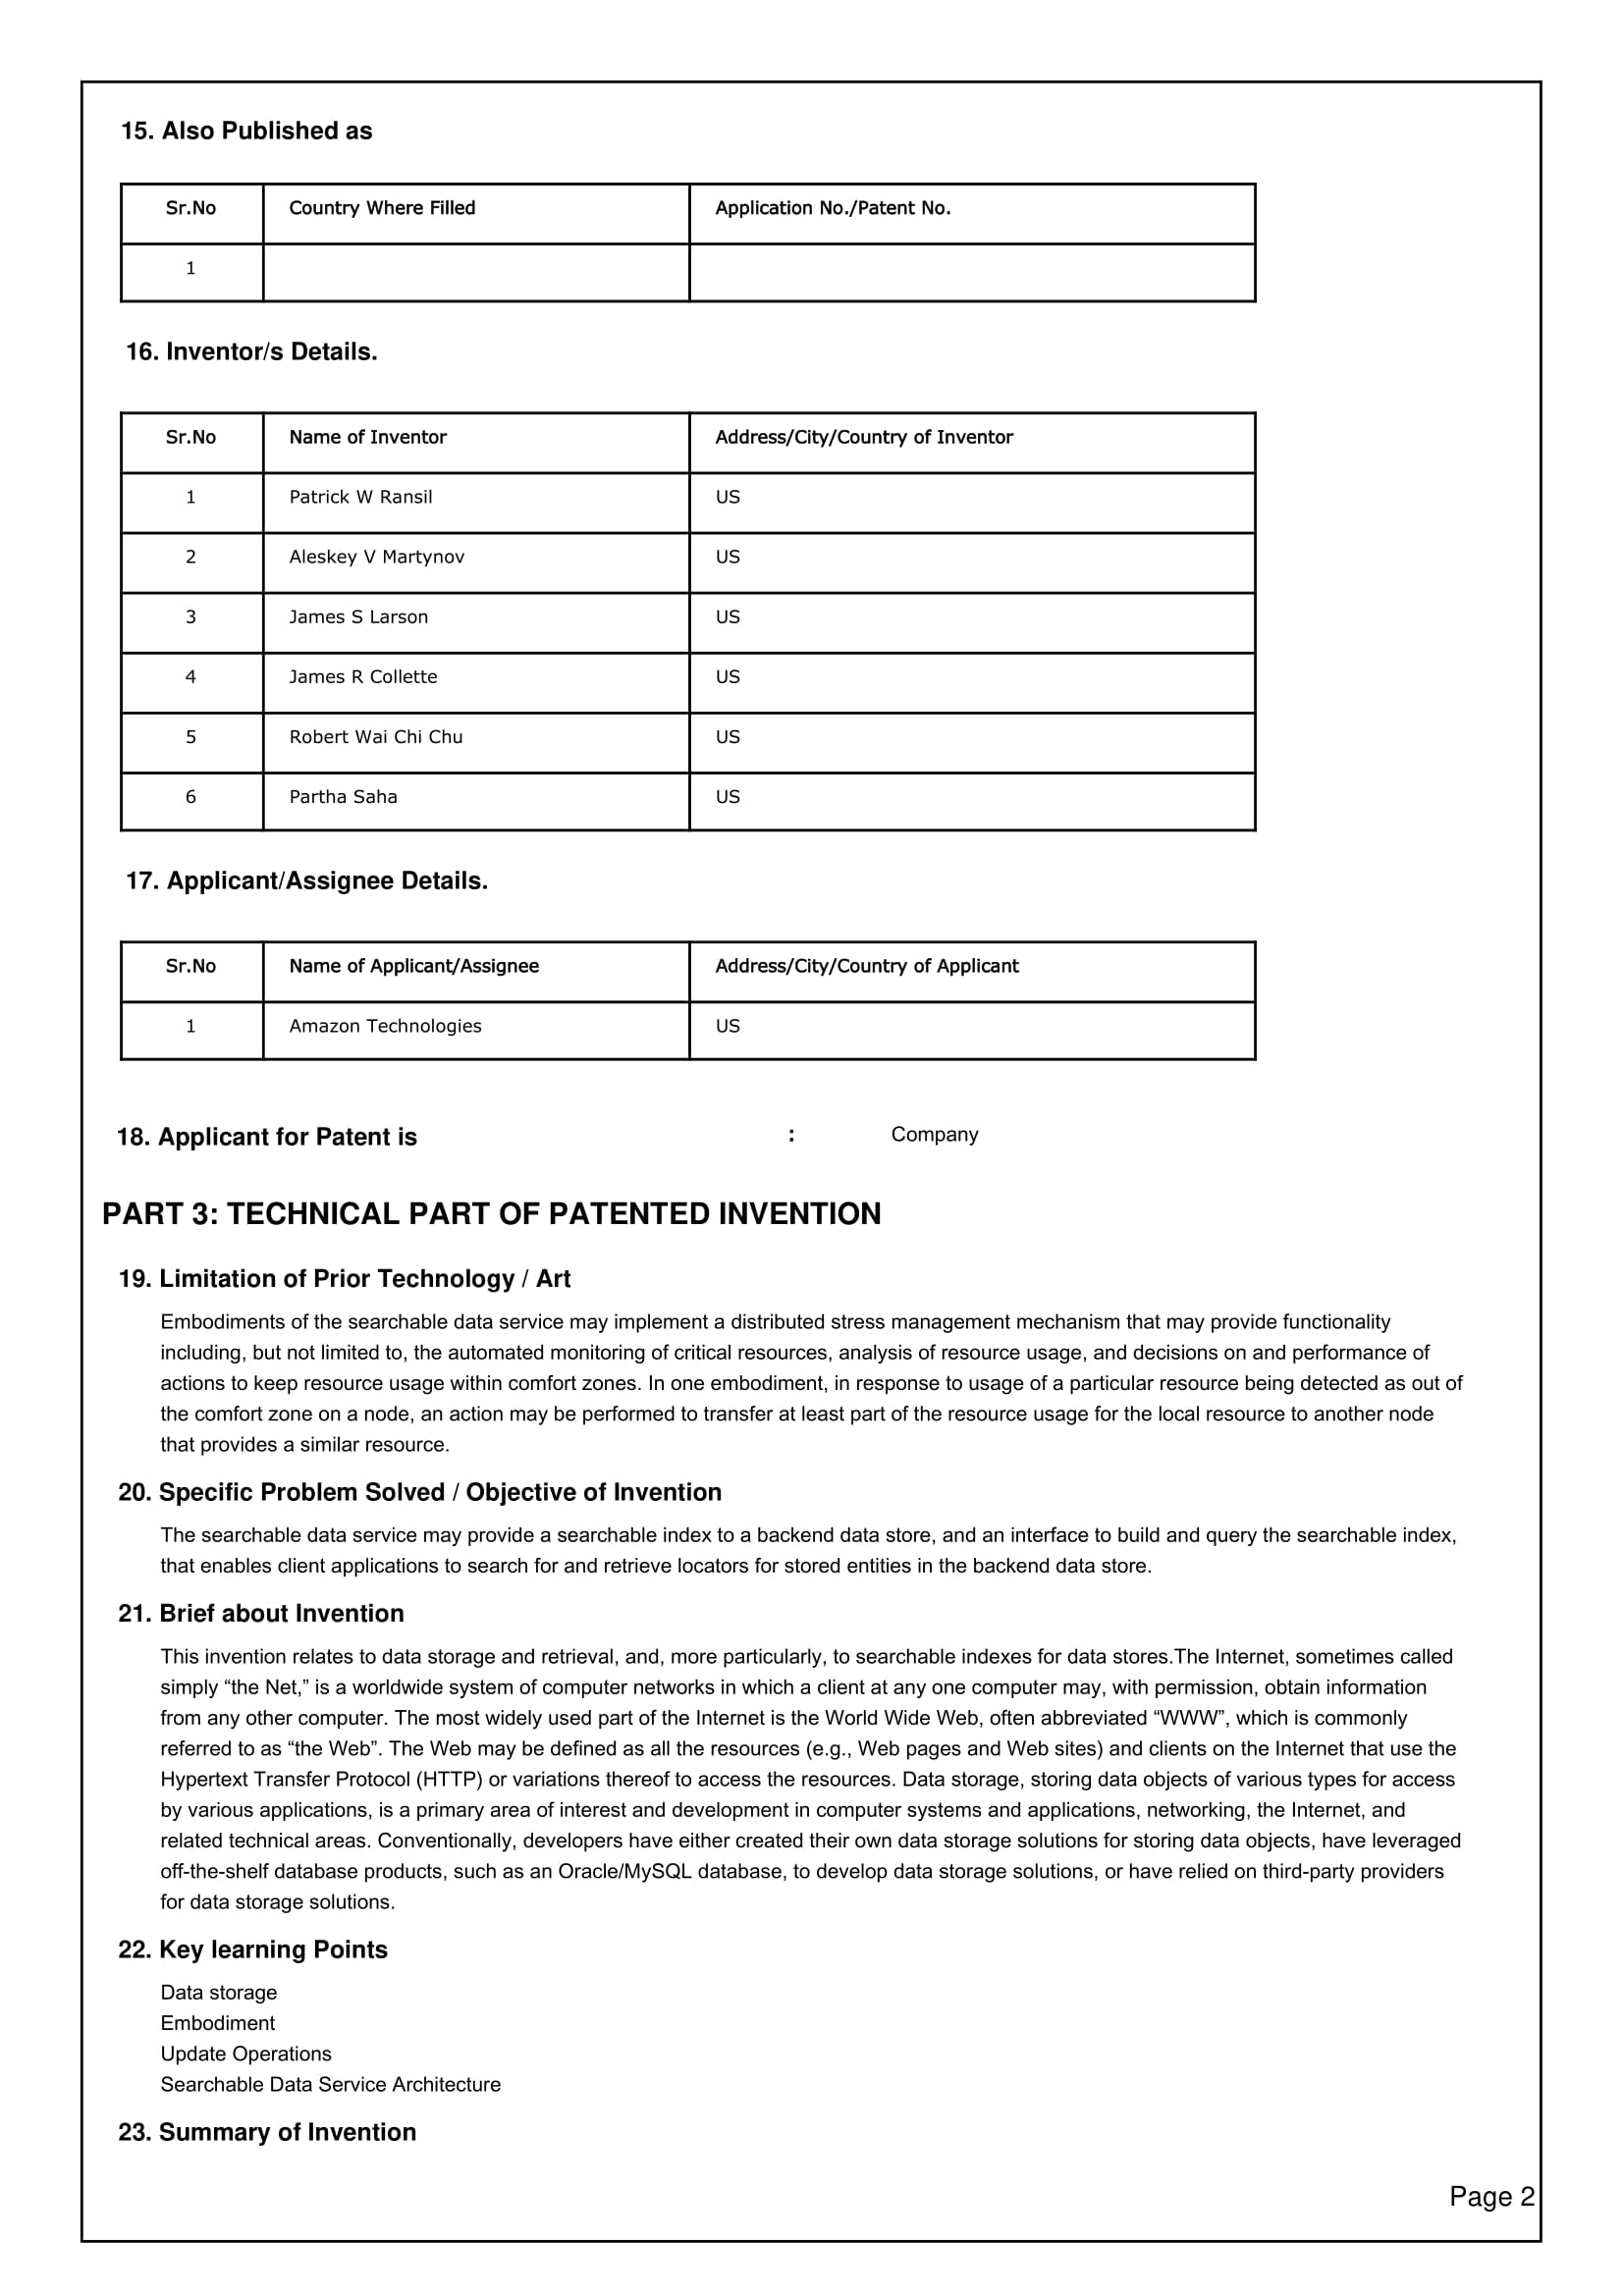 15. Also Published as
Sr.No Country Where Filled Application No./Patent No.
1
16. Inventor/s Details.
Sr.No Name of Inventor Address/City/Country of Inventor
1 Patrick W Ransil US
2 Aleskey V Martynov US
3 James S Larson US
4 James R Collette US
5 Robert Wai Chi Chu US
6 Partha Saha US
17. Applicant/Assignee Details.
Sr.No Name of Applicant/Assignee Address/City/Country of Applicant
1 Amazon Technologies US
18. Applicant for Patent is : Company
PART 3: TECHNICAL PART OF PATENTED INVENTION
19. Limitation of Prior Technology / Art
Embodiments of the searchable data service may implement a distributed stress management mechanism that may provide functionality
including, but not limited to, the automated monitoring of critical resources, analysis of resource usage, and decisions on and performance of
actions to keep resource usage within comfort zones. In one embodiment, in response to usage of a particular resource being detected as out of
the comfort zone on a node, an action may be performed to transfer at least part of the resource usage for the local resource to another node
that provides a similar resource.
20. Specific Problem Solved / Objective of Invention
The searchable data service may provide a searchable index to a backend data store, and an interface to build and query the searchable index,
that enables client applications to search for and retrieve locators for stored entities in the backend data store.
21. Brief about Invention
This invention relates to data storage and retrieval, and, more particularly, to searchable indexes for data stores.The Internet, sometimes called
simply “the Net,” is a worldwide system of computer networks in which a client at any one computer may, with permission, obtain information
from any other computer. The most widely used part of the Internet is the World Wide Web, often abbreviated “WWW”, which is commonly
referred to as “the Web”. The Web may be defined as all the resources (e.g., Web pages and Web sites) and clients on the Internet that use the
Hypertext Transfer Protocol (HTTP) or variations thereof to access the resources. Data storage, storing data objects of various types for access
by various applications, is a primary area of interest and development in computer systems and applications, networking, the Internet, and
related technical areas. Conventionally, developers have either created their own data storage solutions for storing data objects, have leveraged
off-the-shelf database products, such as an Oracle/MySQL database, to develop data storage solutions, or have relied on third-party providers
for data storage solutions.
22. Key learning Points
Data storage
Embodiment
Update Operations
Searchable Data Service Architecture
23. Summary of Invention
Page 2